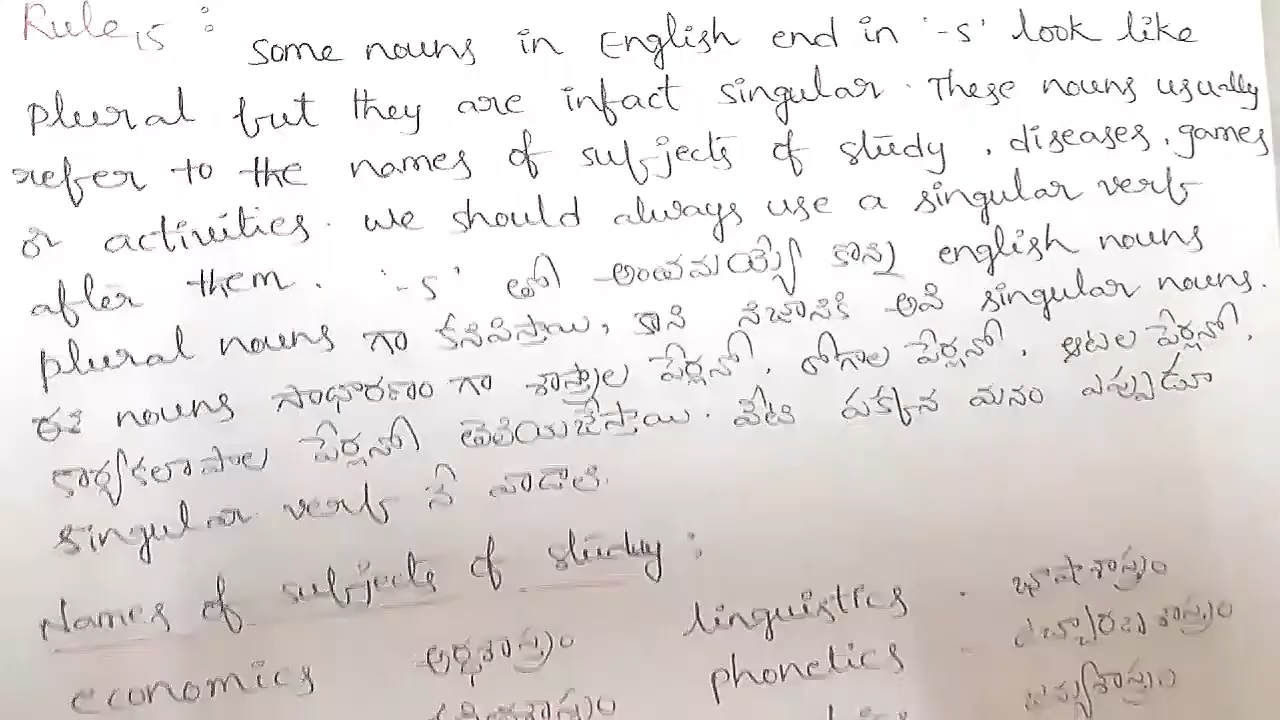 Rule 15 : Some nouns in English end in '-s' look like
plural but they are infact singular. These nouns usually
refer to the names of subjects of study, diseases, games
or activities. We should always use a singular verb
after them. '-s' తో అంతమయ్యే కొన్ని english nouns
plural nouns గా కనిపిస్తాయి, కాని నిజానికి అవి singular nouns.
ఈ nouns సాధారణం గా శాస్త్రాల పేర్లనో, రోగాల పేర్లనో, ఆటల పేర్లనో,
కార్యకలాపాల పేర్లనో తెలియజేస్తాయి. వీటి పక్కన మనం ఎప్పుడూ
singular verb నే వాడాలి.
Names of subjects of study :
economics అర్థశాస్త్రం linguistics - భాషాశాస్త్రం
phonetics - ఉచ్ఛారణ శాస్త్రం